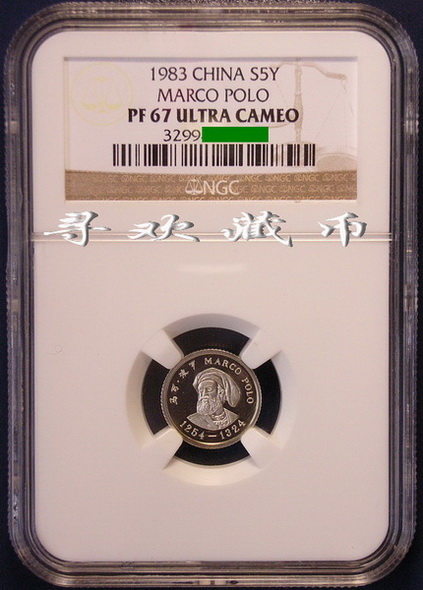 1983 CHINA S5Y
MARCO POLO
PF 67 ULTRA CAMEO
3299
NGC
寻欢藏币
马可·波罗 MARCO POLO
1254—1324